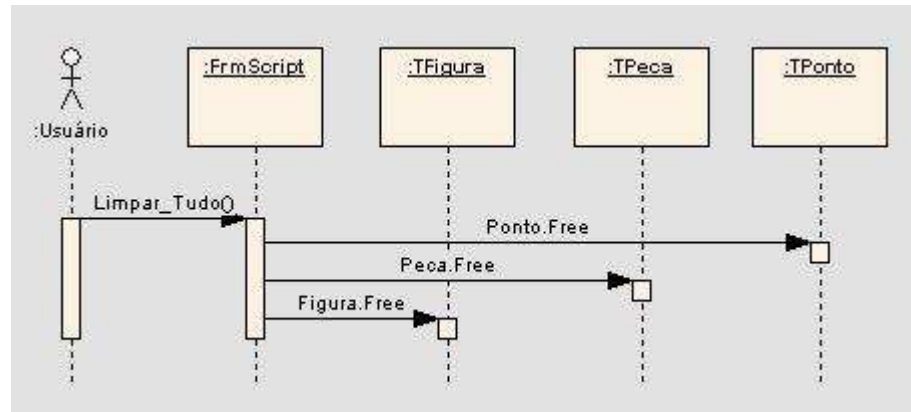 :FrmScript
:TFigura
:TPeca
:TPonto
:Usuário
Limpar_Tudo()
Ponto.Free
Peca.Free
Figura.Free